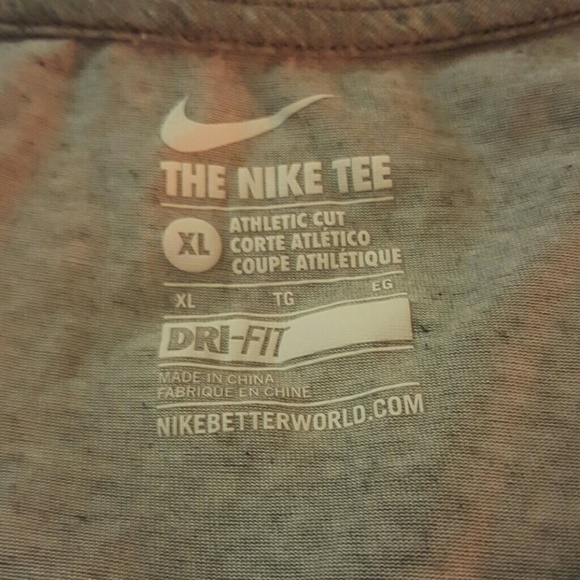 THE NIKE TEE
XL
ATHLETIC CUT
CORTE ATLÉTICO
COUPE ATHLÉTIQUE
XL TG EG
DRI-FIT
MADE IN CHINA
FABRIQUE EN CHINE
NIKEBETTERWORLD.COM